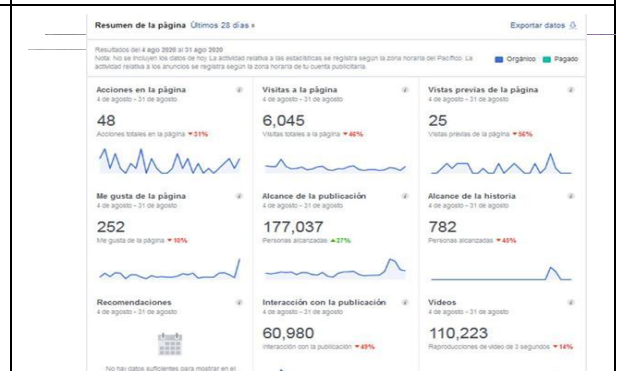 Resumen de la página Últimos 28 días
Exportar datos
Resultados del 4 ago 2020 al 31 ago 2020
Nota: No se incluyen los datos de hoy. La actividad relativa a las estadísticas se registra según la zona horaria del Pacífico. La
actividad relativa a los anuncios se registra según la zona horaria de tu cuenta publicitaria.
Orgánico Pagado
Acciones en la página
4 de agosto - 31 de agosto
48
Acciones totales en la página ▼31%
Visitas a la página
4 de agosto - 31 de agosto
6,045
Visitas totales a la página ▼46%
Vistas previas de la página
4 de agosto - 31 de agosto
25
Vistas previas de la página ▼56%
Me gusta de la página
4 de agosto - 31 de agosto
252
Me gusta de la página ▼10%
Alcance de la publicación
4 de agosto - 31 de agosto
177,037
Personas alcanzadas ▲27%
Alcance de la historia
4 de agosto - 31 de agosto
782
Personas alcanzadas ▼45%
Recomendaciones
4 de agosto - 31 de agosto
No hay datos suficientes para mostrar en el
Interacción con la publicación
4 de agosto - 31 de agosto
60,980
Interacción con la publicación ▼45%
Videos
4 de agosto - 31 de agosto
110,223
Reproducciones de video de 3 segundos ▼14%